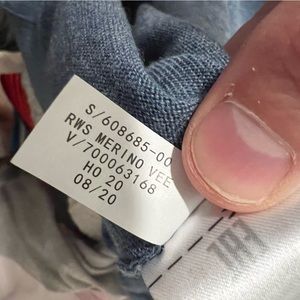 S/608685-00
RWS MERINO VEE
V/700063168
HO 20
08/20